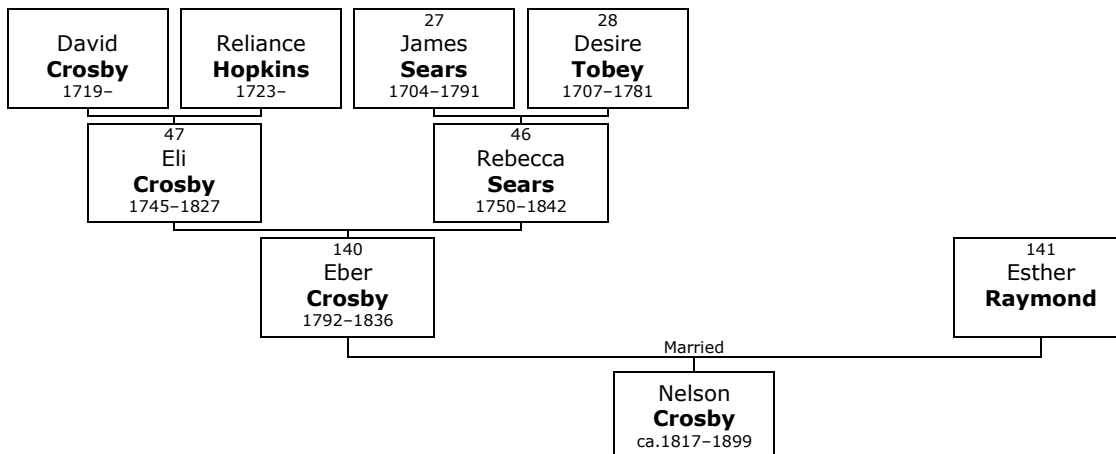 David
Crosby
1719–
Reliance
Hopkins
1723–
27
James
Sears
1704–1791
28
Desire
Tobey
1707–1781
47
Eli
Crosby
1745–1827
46
Rebecca
Sears
1750–1842
140
Eber
Crosby
1792–1836
141
Esther
Raymond
Married
Nelson
Crosby
ca.1817–1899